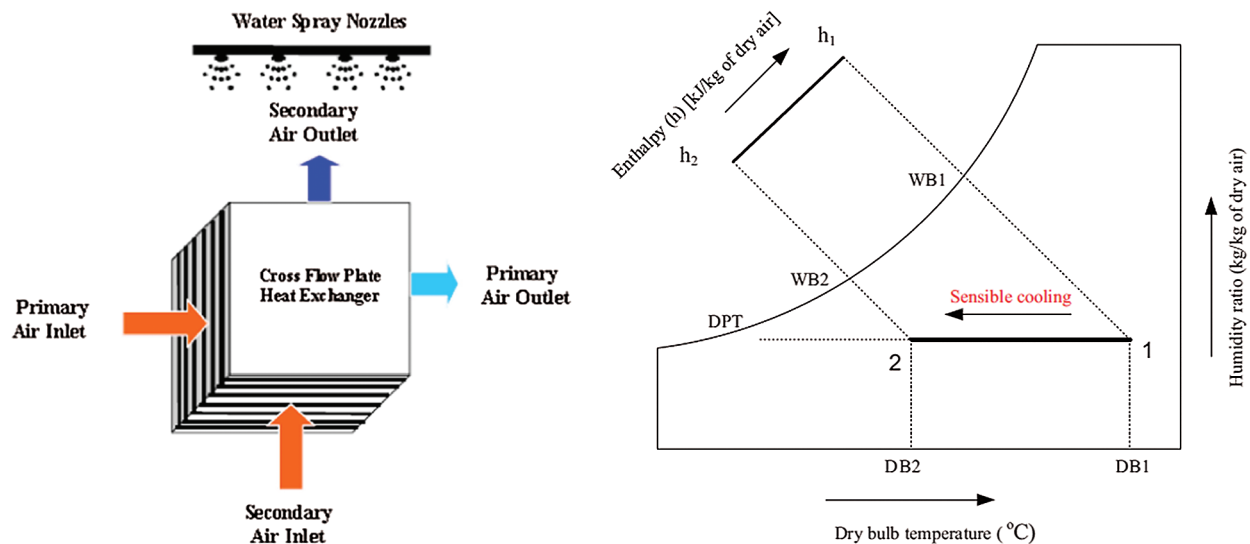 Water Spray Nozzles
Secondary
Air Outlet
Cross Flow Plate
Heat Exchanger
Primary
Air Outlet
Primary
Air Inlet
Secondary
Air Inlet
Enthalpy (h) [kJ/kg of dry air]
h₁
h₂
WB1
WB2
DPT
Sensible cooling
2
1
DB2
DB1
Dry bulb temperature ( °C)
Humidity ratio (kg/kg of dry air)